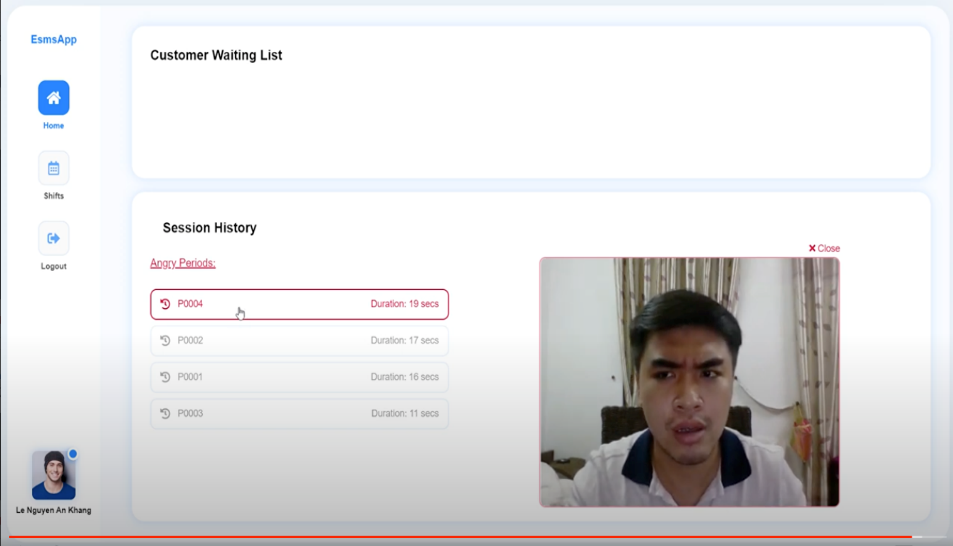 EsmsApp
Home
Shifts
Logout
Le Nguyen An Khang
Customer Waiting List
Session History
Angry Periods:
P0004 Duration: 19 secs
P0002 Duration: 17 secs
P0001 Duration: 16 secs
P0003 Duration: 11 secs
Close